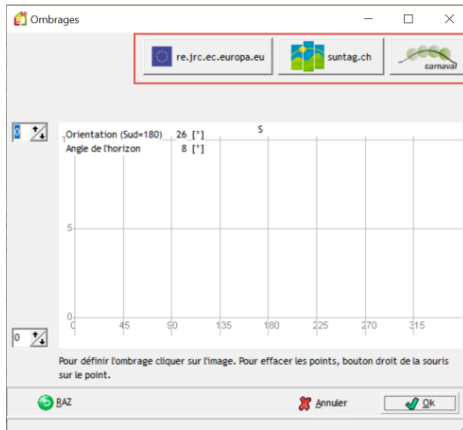 Ombrages
re.jrc.ec.europa.eu
suntag.ch
carnaval
0
Orientation (Sud=180) 26 [°]
S
Angle de l'horizon 8 [°]
5
0
0 45 90 135 180 225 270 315
0
Pour définir l'ombrage cliquer sur l'image. Pour effacer les points, bouton droit de la souris
sur le point.
RAZ
Annuler
Ok